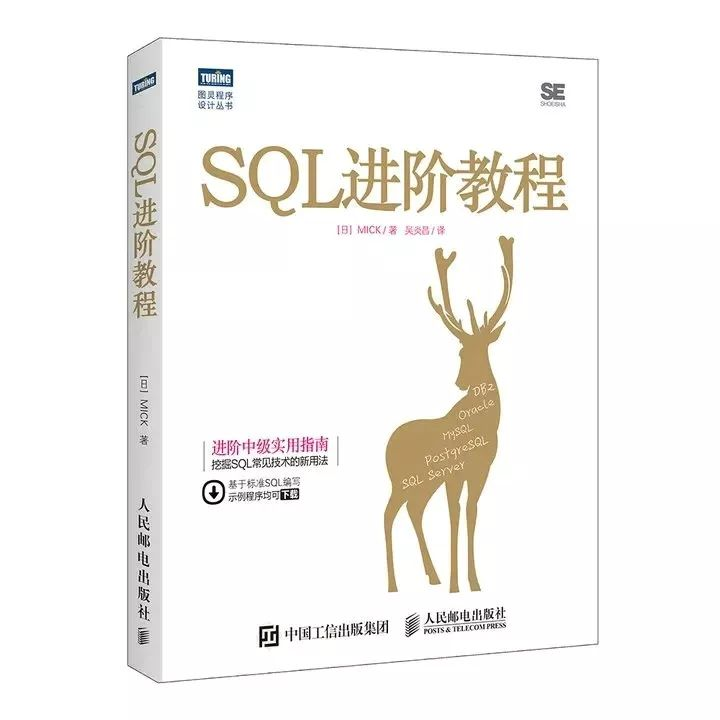 TURING
图灵程序
设计丛书
SE
SHOEISHA
SQL进阶教程
[日] MICK / 著 吴炎昌 / 译
DB2
Oracle
MySQL
PostgreSQL
SQL Server
进阶中级实用指南
挖掘SQL常见技术的新用法
基于标准SQL编写
示例程序均可下载
中国工信出版集团
人民邮电出版社
POSTS & TELECOM PRESS
TURING
SQL进阶教程
[日] MICK 著
人民邮电出版社